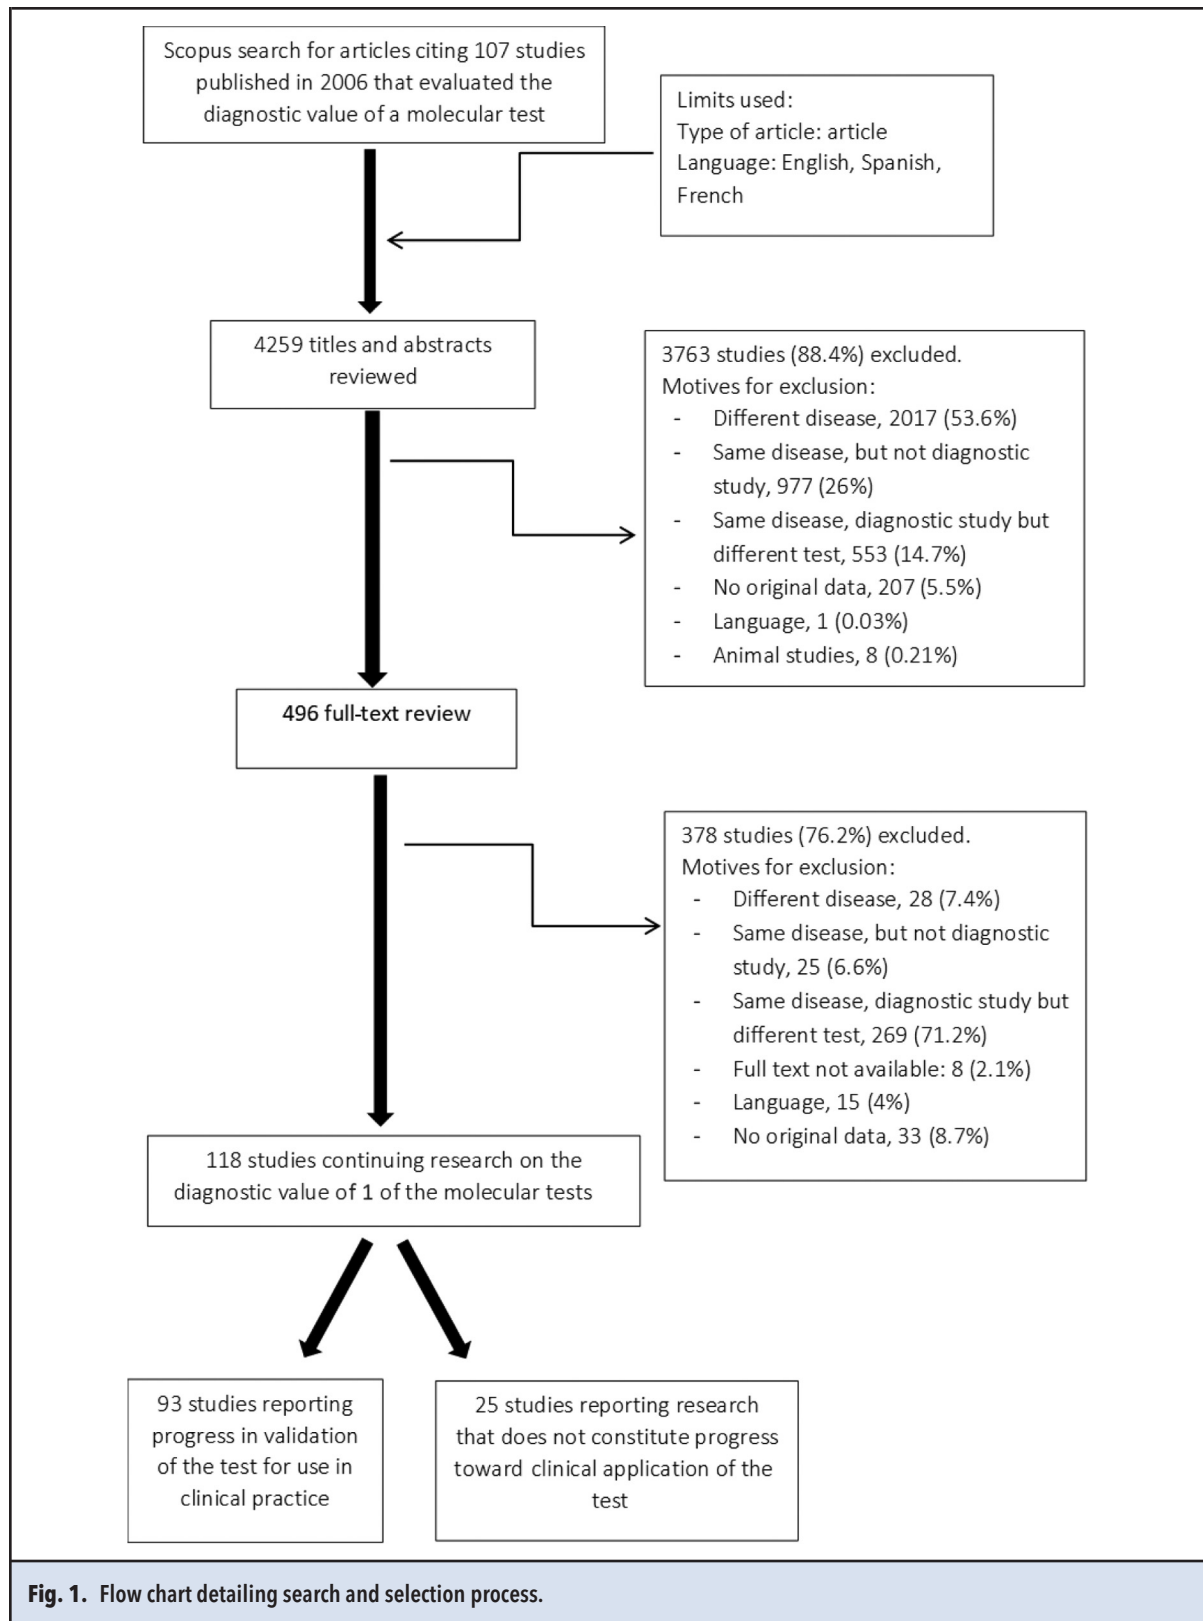 Scopus search for articles citing 107 studies
published in 2006 that evaluated the
diagnostic value of a molecular test
Limits used:
Type of article: article
Language: English, Spanish,
French
4259 titles and abstracts
reviewed
3763 studies (88.4%) excluded.
Motives for exclusion:
- Different disease, 2017 (53.6%)
- Same disease, but not diagnostic
study, 977 (26%)
- Same disease, diagnostic study but
different test, 553 (14.7%)
- No original data, 207 (5.5%)
- Language, 1 (0.03%)
- Animal studies, 8 (0.21%)
496 full-text review
378 studies (76.2%) excluded.
Motives for exclusion:
- Different disease, 28 (7.4%)
- Same disease, but not diagnostic
study, 25 (6.6%)
- Same disease, diagnostic study but
different test, 269 (71.2%)
- Full text not available: 8 (2.1%)
- Language, 15 (4%)
- No original data, 33 (8.7%)
118 studies continuing research on the
diagnostic value of 1 of the molecular tests
93 studies reporting
progress in validation
of the test for use in
clinical practice
25 studies reporting research
that does not constitute progress
toward clinical application of the
test
Fig. 1. Flow chart detailing search and selection process.